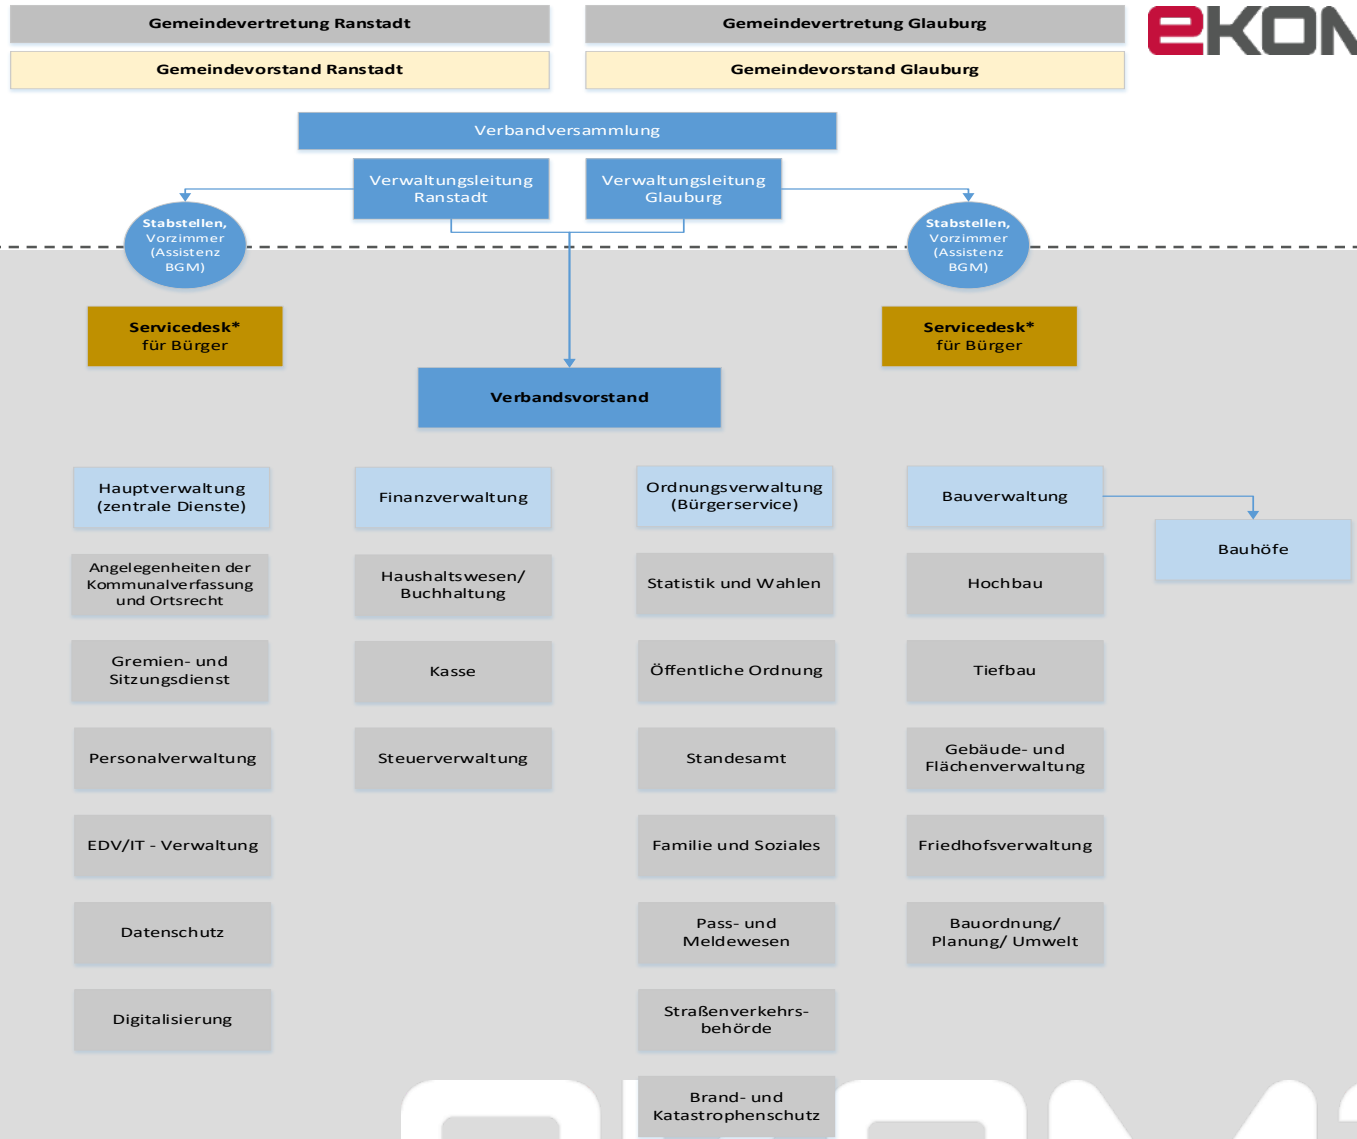 Gemeindevertretung Ranstadt
Gemeindevertretung Glauburg
Gemeindevorstand Ranstadt
Gemeindevorstand Glauburg
Verbandversammlung
Verwaltungsleitung
Ranstadt
Verwaltungsleitung
Glauburg
Stabstellen,
Vorzimmer
(Assistenz
BGM)
Stabstellen,
Vorzimmer
(Assistenz
BGM)
Servicedesk*
für Bürger
Servicedesk*
für Bürger
Verbandsvorstand
Hauptverwaltung
(zentrale Dienste)
Angelegenheiten der
Kommunalverfassung
und Ortsrecht
Gremien- und
Sitzungsdienst
Personalverwaltung
EDV/IT - Verwaltung
Datenschutz
Digitalisierung
Finanzverwaltung
Haushaltswesen/
Buchhaltung
Kasse
Steuerverwaltung
Ordnungsverwaltung
(Bürgerservice)
Statistik und Wahlen
Öffentliche Ordnung
Standesamt
Familie und Soziales
Pass- und
Meldewesen
Straßenverkehrs-
behörde
Brand- und
Katastrophenschutz
Bauverwaltung
Hochbau
Tiefbau
Gebäude- und
Flächenverwaltung
Friedhofsverwaltung
Bauordnung/
Planung/ Umwelt
Bauhöfe